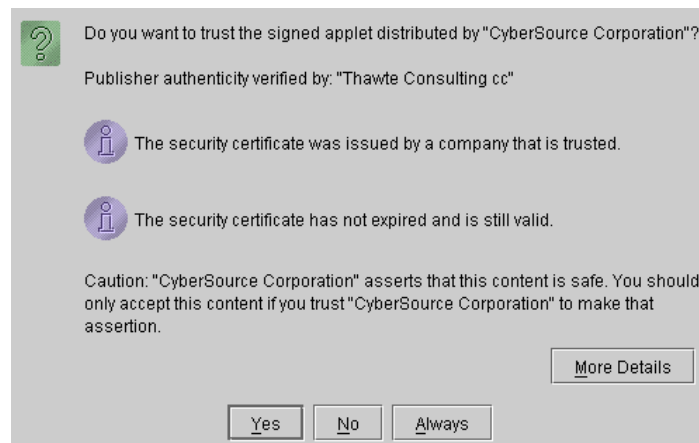 Do you want to trust the signed applet distributed by "CyberSource Corporation"?
Publisher authenticity verified by: "Thawte Consulting cc"
The security certificate was issued by a company that is trusted.
The security certificate has not expired and is still valid.
Caution: "CyberSource Corporation" asserts that this content is safe. You should
only accept this content if you trust "CyberSource Corporation" to make that
assertion.
More Details
Yes No Always